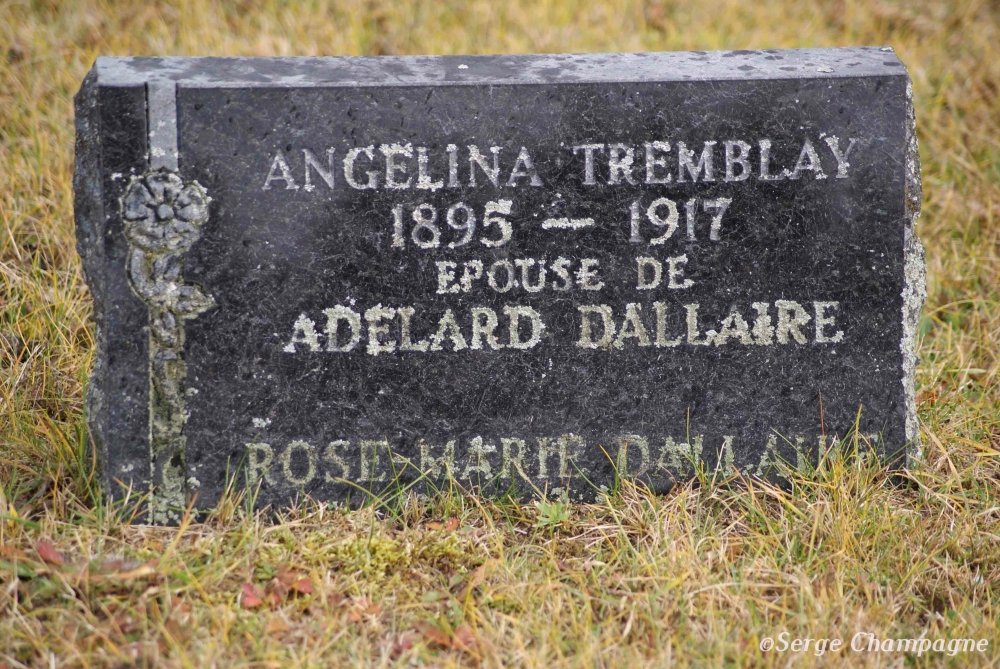 ANGELINA TREMBLAY
1895 — 1917
EPOUSE DE
ADELARD DALLAIRE
ROSE-MARIE DALLAIRE
©Serge Champagne